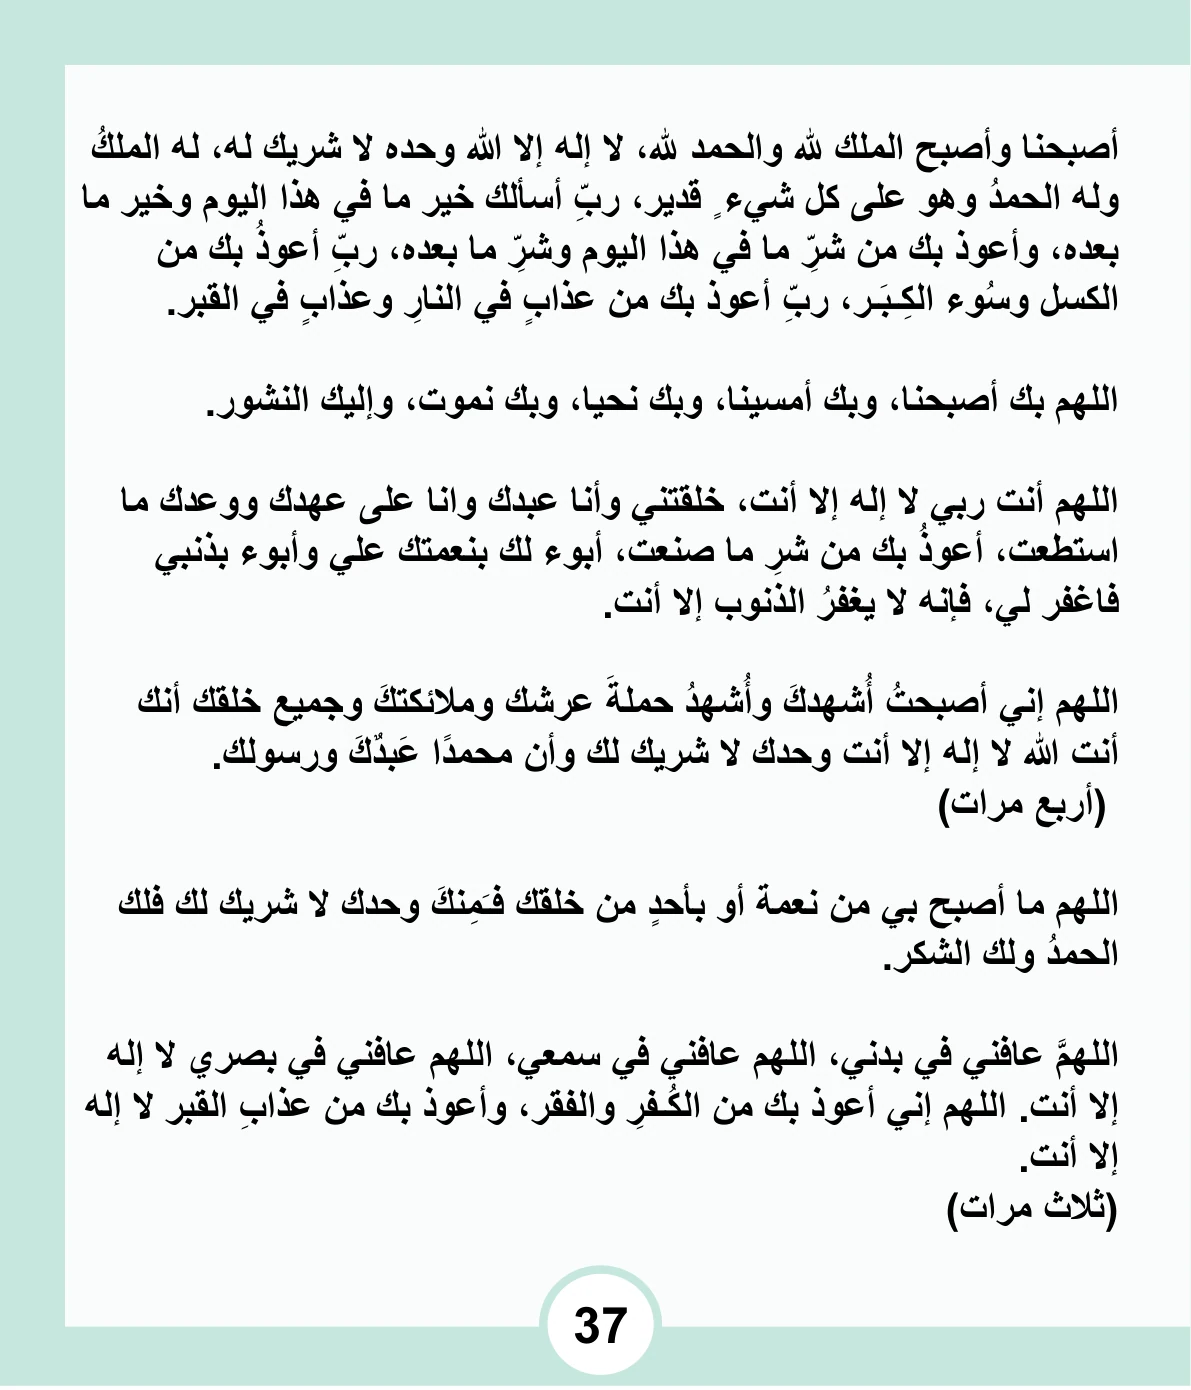 أصبحنا وأصبح الملك لله والحمد لله، لا إله إلا الله وحده لا شريك له، له الملكُ
وله الحمدُ وهو على كل شيءٍ قدير، ربِّ أسألك خير ما في هذا اليوم وخير ما
بعده، وأعوذ بك من شرِّ ما في هذا اليوم وشرِّ ما بعده، ربِّ أعوذُ بك من
الكسل وسُوء الكِـبَـر، ربِّ أعوذ بك من عذابٍ في النارِ وعذابٍ في القبر.
اللهم بك أصبحنا، وبك أمسينا، وبك نحيا، وبك نموت، وإليك النشور.
اللهم أنت ربي لا إله إلا أنت، خلقتني وأنا عبدك وانا على عهدك ووعدك ما
استطعت، أعوذُ بك من شرِ ما صنعت، أبوء لك بنعمتك علي وأبوء بذنبي
فاغفر لي، فإنه لا يغفرُ الذنوب إلا أنت.
اللهم إني أصبحتُ أُشهدكَ وأُشهدُ حملةَ عرشك وملائكتكَ وجميع خلقك أنك
أنت الله لا إله إلا أنت وحدك لا شريك لك وأن محمدًا عَبدٌكَ ورسولك.
(أربع مرات)
اللهم ما أصبح بي من نعمة أو بأحدٍ من خلقك فـَمِنكَ وحدك لا شريك لك فلك
الحمدُ ولك الشكر.
اللهمَّ عافني في بدني، اللهم عافني في سمعي، اللهم عافني في بصري لا إله
إلا أنت. اللهم إني أعوذ بك من الكُـفرِ والفقر، وأعوذ بك من عذابِ القبر لا إله
إلا أنت.
(ثلاث مرات)
37